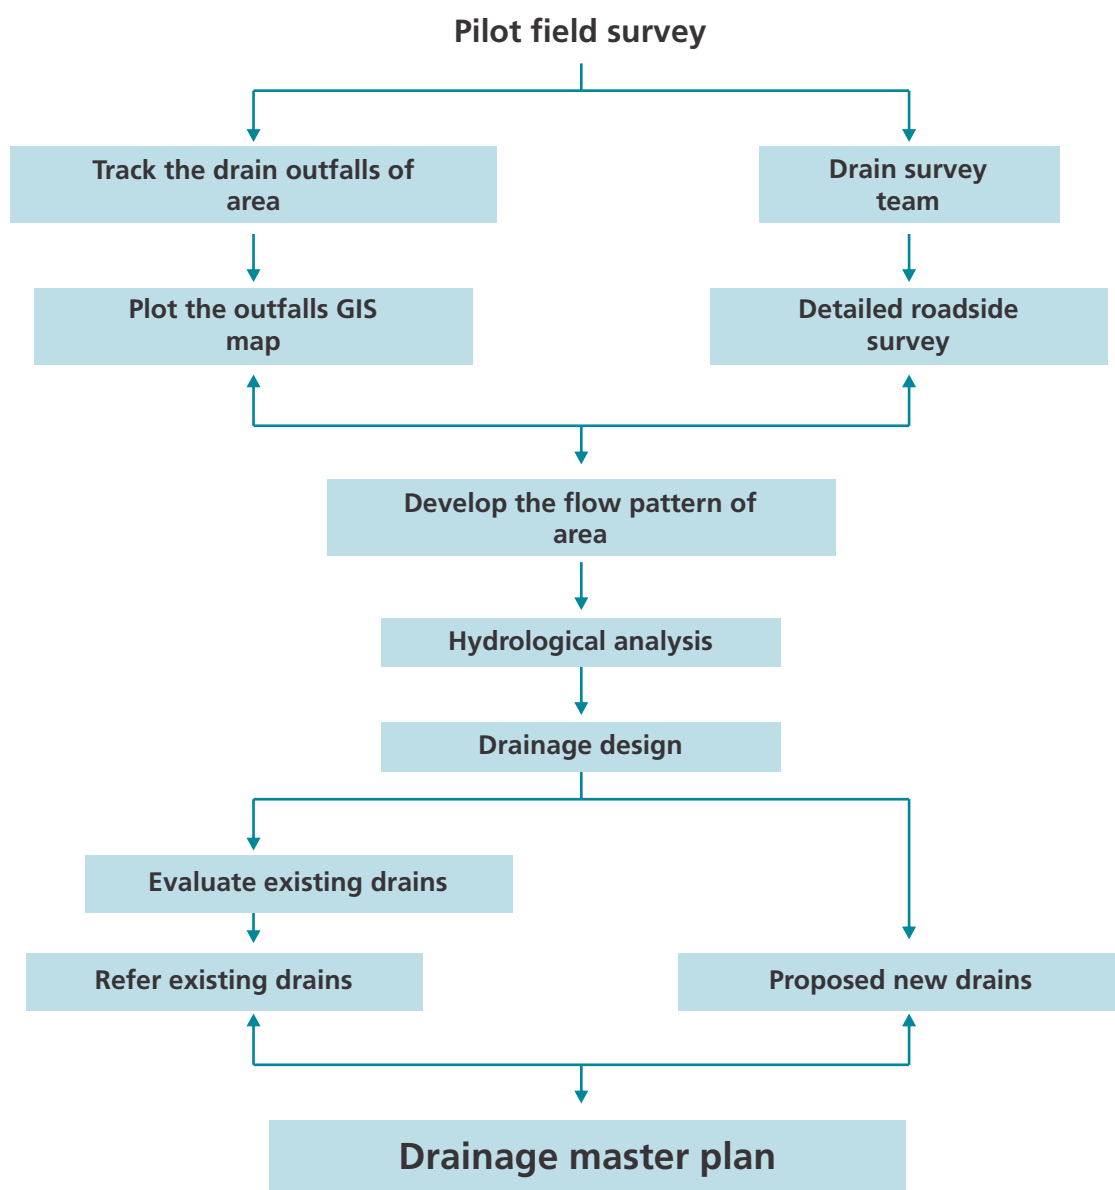 Pilot field survey
Track the drain outfalls of
area
Drain survey
team
Plot the outfalls GIS
map
Detailed roadside
survey
Develop the flow pattern of
area
Hydrological analysis
Drainage design
Evaluate existing drains
Refer existing drains
Proposed new drains
Drainage master plan